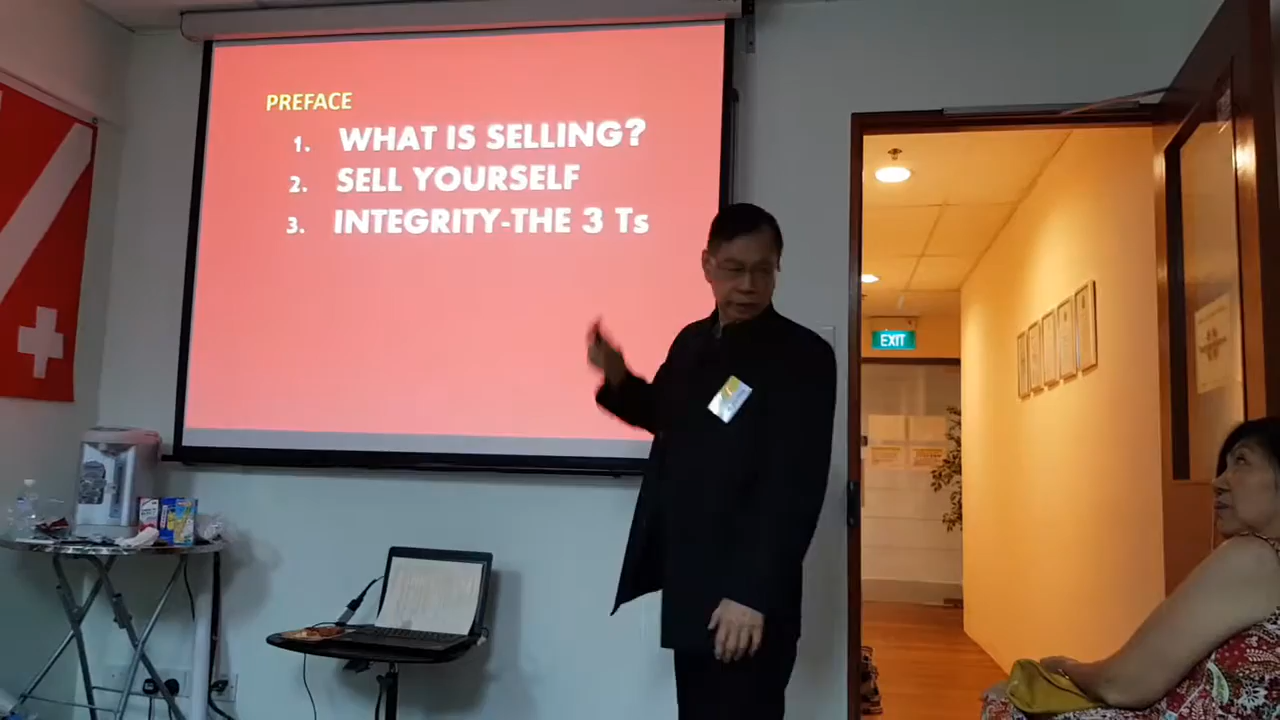 PREFACE
1. WHAT IS SELLING?
2. SELL YOURSELF
3. INTEGRITY-THE 3 Ts
EXIT